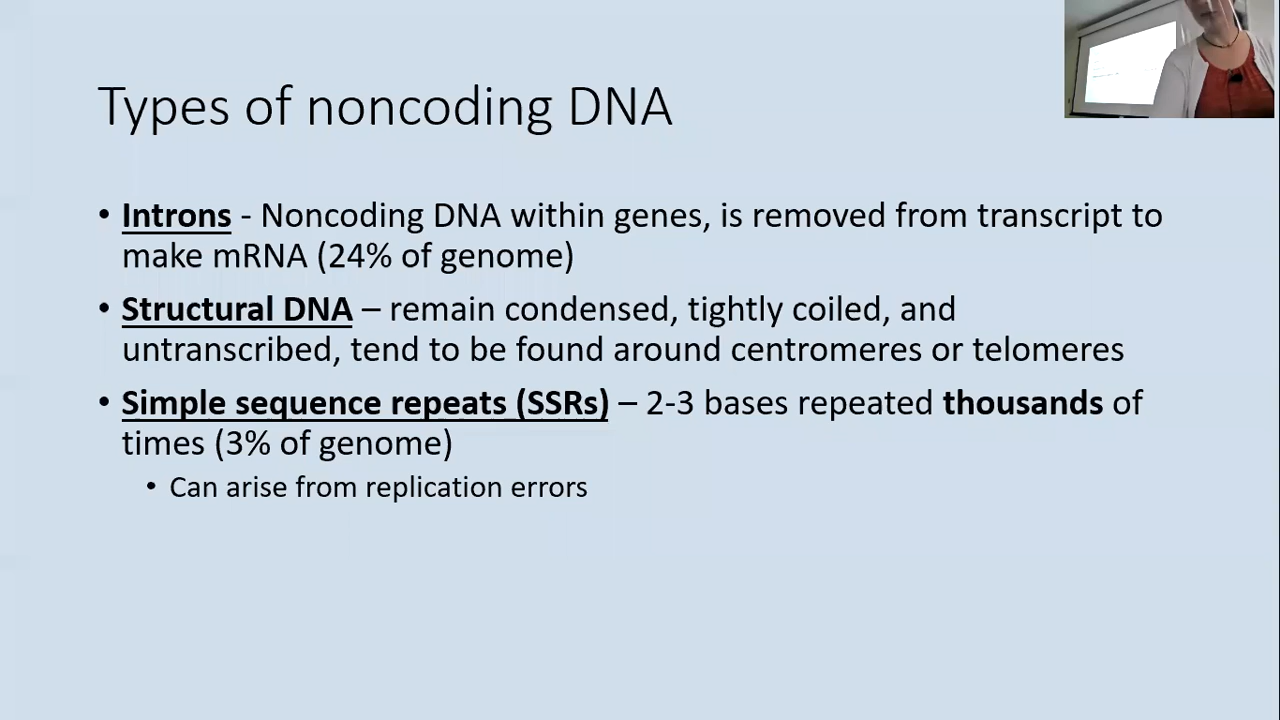 Types of noncoding DNA
• Introns - Noncoding DNA within genes, is removed from transcript to
make mRNA (24% of genome)
• Structural DNA – remain condensed, tightly coiled, and
untranscribed, tend to be found around centromeres or telomeres
• Simple sequence repeats (SSRs) – 2-3 bases repeated thousands of
times (3% of genome)
• Can arise from replication errors